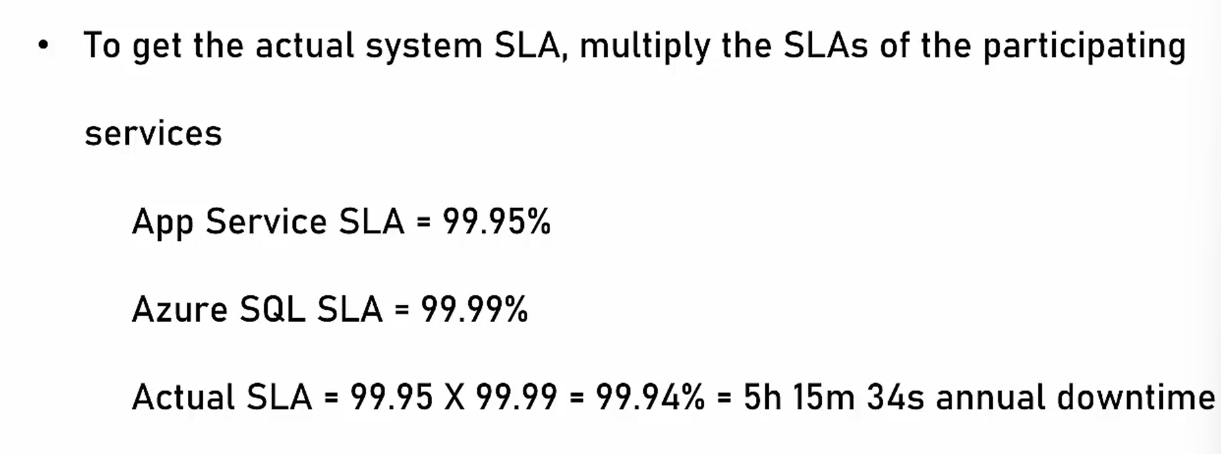 • To get the actual system SLA, multiply the SLAs of the participating
services
App Service SLA = 99.95%
Azure SQL SLA = 99.99%
Actual SLA = 99.95 X 99.99 = 99.94% = 5h 15m 34s annual downtime